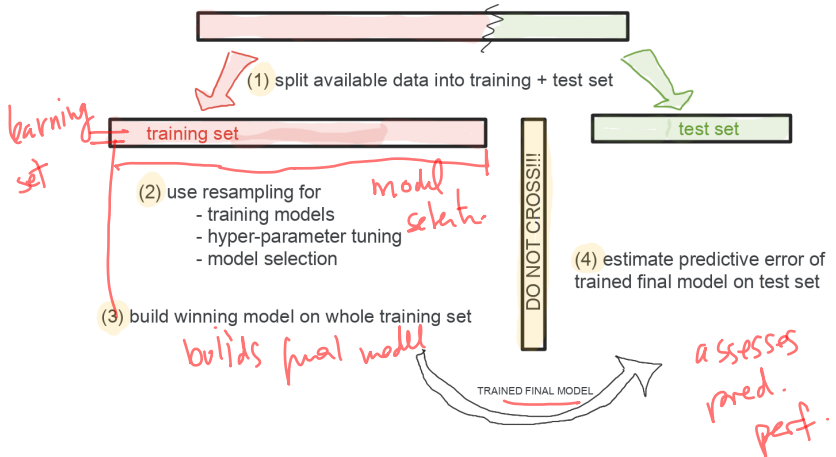 (1) split available data into training + test set
learning
set
training set
test set
model
selectn.
(2) use resampling for
- training models
- hyper-parameter tuning
- model selection
DO NOT CROSS!!!
(4) estimate predictive error of
trained final model on test set
(3) build winning model on whole training set
builds final model
TRAINED FINAL MODEL
assesses
pred.
perf.